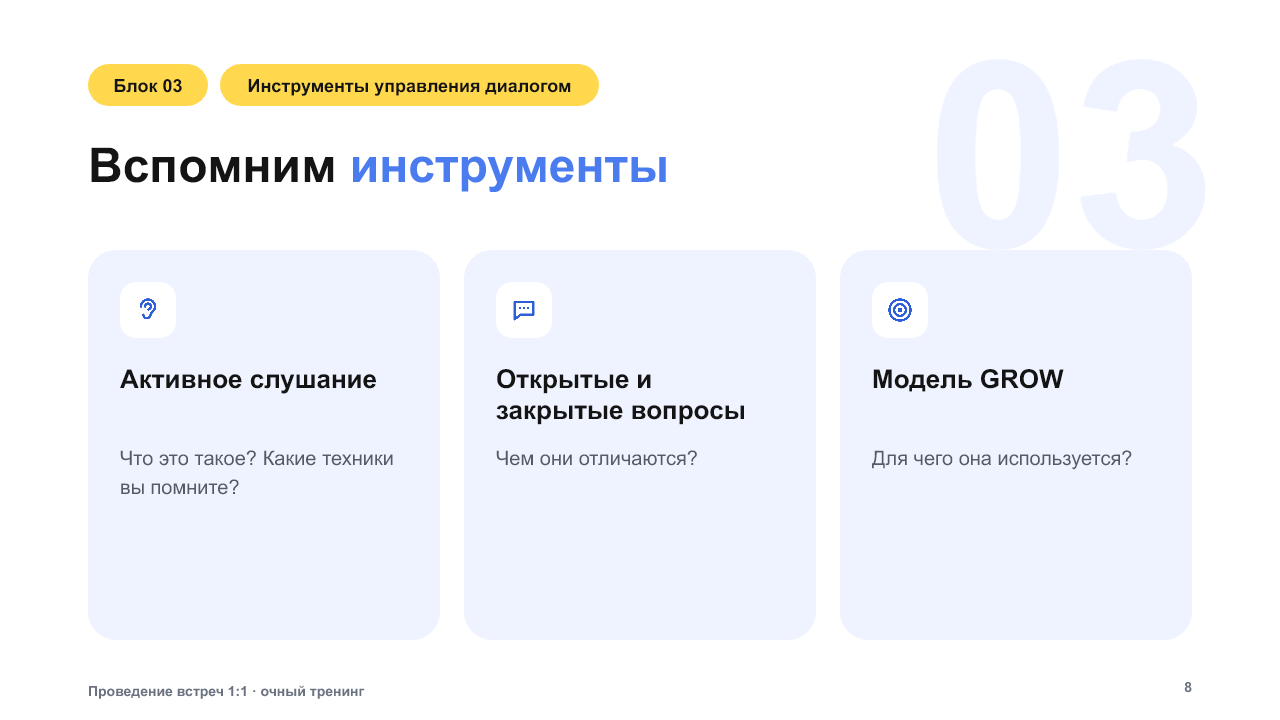 Блок 03
Инструменты управления диалогом
03
Вспомним инструменты
Активное слушание
Что это такое? Какие техники
вы помните?
Открытые и
закрытые вопросы
Чем они отличаются?
Модель GROW
Для чего она используется?
Проведение встреч 1:1 · очный тренинг
8